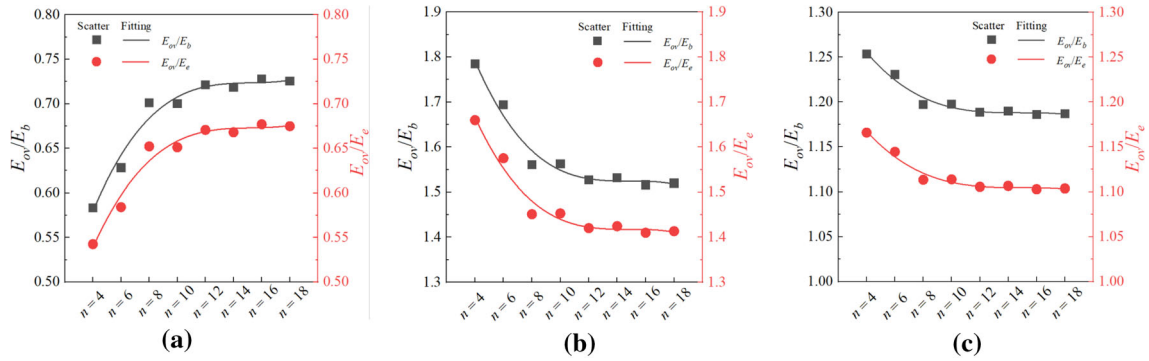 0.80
0.75
0.70
0.65
0.60
0.55
0.50
E_ov/E_b
Scatter Fitting
E_ov/E_b
E_ov/E_e
0.80
0.75
0.70
0.65
0.60
0.55
0.50
E_ov/E_e
n = 4 n = 6 n = 8 n = 10 n = 12 n = 14 n = 16 n = 18
(a)
1.9
1.8
1.7
1.6
1.5
1.4
1.3
E_ov/E_b
Scatter Fitting
E_ov/E_b
E_ov/E_e
1.9
1.8
1.7
1.6
1.5
1.4
1.3
E_ov/E_e
n = 4 n = 6 n = 8 n = 10 n = 12 n = 14 n = 16 n = 18
(b)
1.30
1.25
1.20
1.15
1.10
1.05
1.00
E_ov/E_b
Scatter Fitting
E_ov/E_b
E_ov/E_e
1.30
1.25
1.20
1.15
1.10
1.05
1.00
E_ov/E_e
n = 4 n = 6 n = 8 n = 10 n = 12 n = 14 n = 16 n = 18
(c)